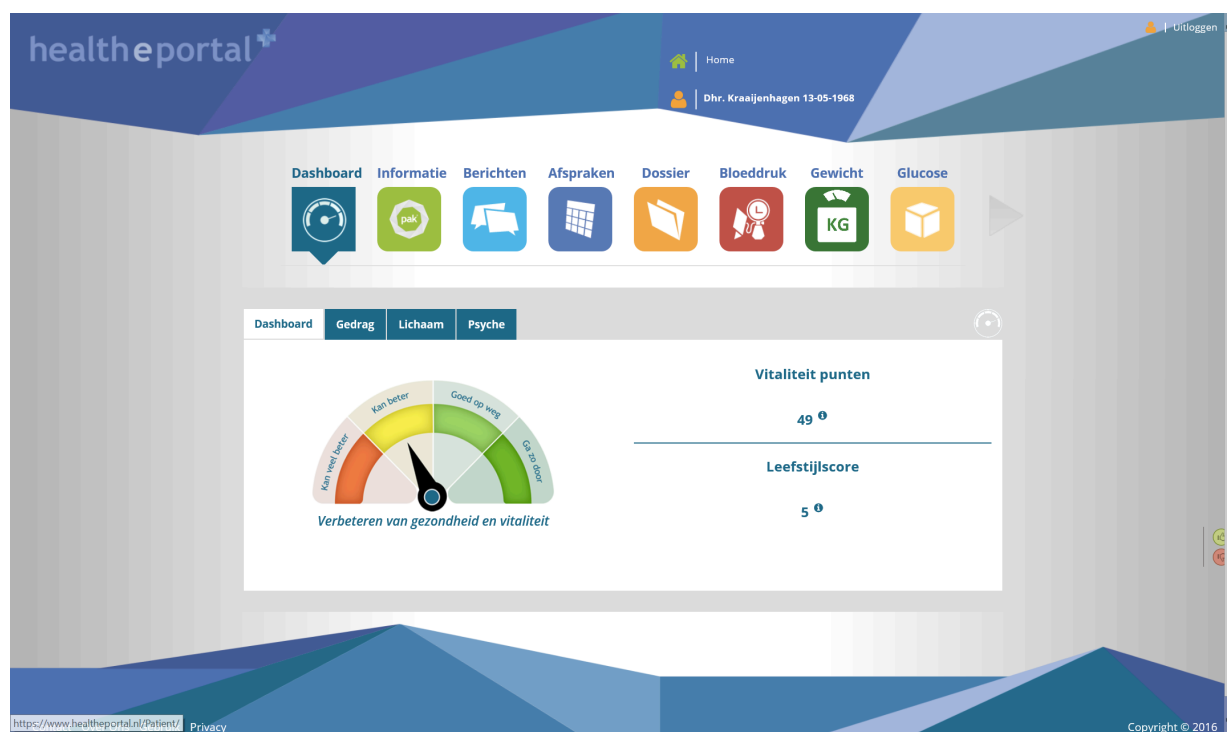 healtheportal+
Uitloggen
Home
Dhr. Kraaijenhagen 13-05-1968
Dashboard Informatie Berichten Afspraken Dossier Bloeddruk Gewicht Glucose
pak
KG
Dashboard Gedrag Lichaam Psyche
Kan veel beter
Kan beter
Goed op weg
Ga zo door
Verbeteren van gezondheid en vitaliteit
Vitaliteit punten
49
Leefstijlscore
5
https://www.healtheportal.nl/Patient/
Privacy
Copyright © 2016